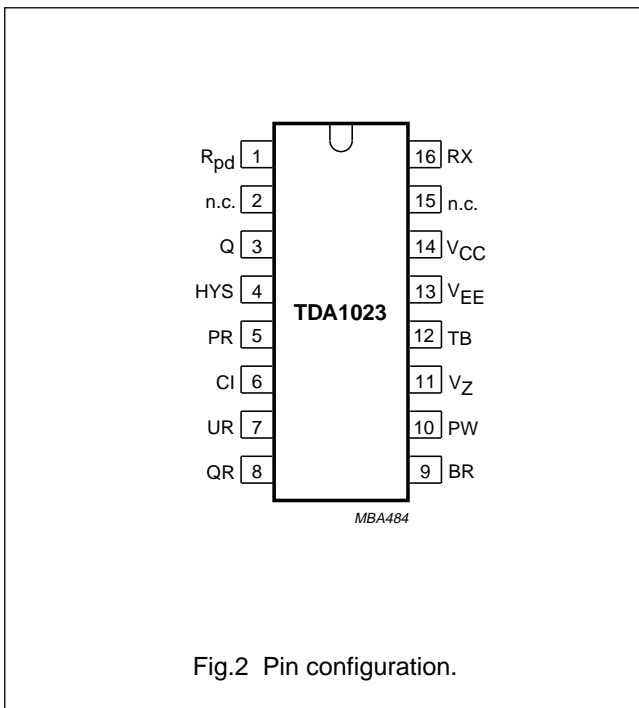 Rpd 1 16 RX
n.c. 2 15 n.c.
Q 3 14 VCC
HYS 4 13 VEE
TDA1023
PR 5 12 TB
CI 6 11 VZ
UR 7 10 PW
QR 8 9 BR
MBA484
Fig.2 Pin configuration.